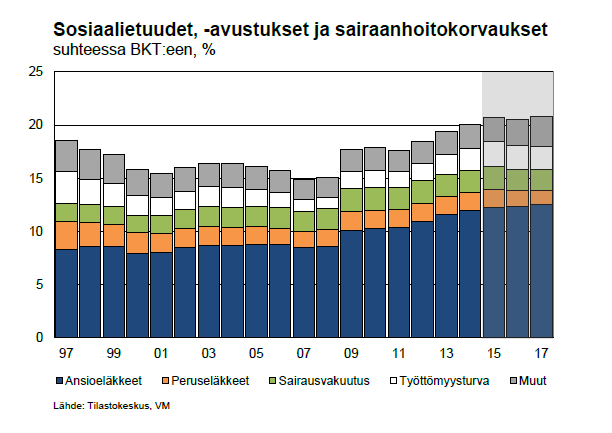 Sosiaalietuudet, -avustukset ja sairaanhoitokorvaukset
suhteessa BKT:een, %
25
20
15
10
5
0
97 99 01 03 05 07 09 11 13 15 17
Ansioeläkkeet Peruseläkkeet Sairausvakuutus Työttömyysturva Muut
Lähde: Tilastokeskus, VM